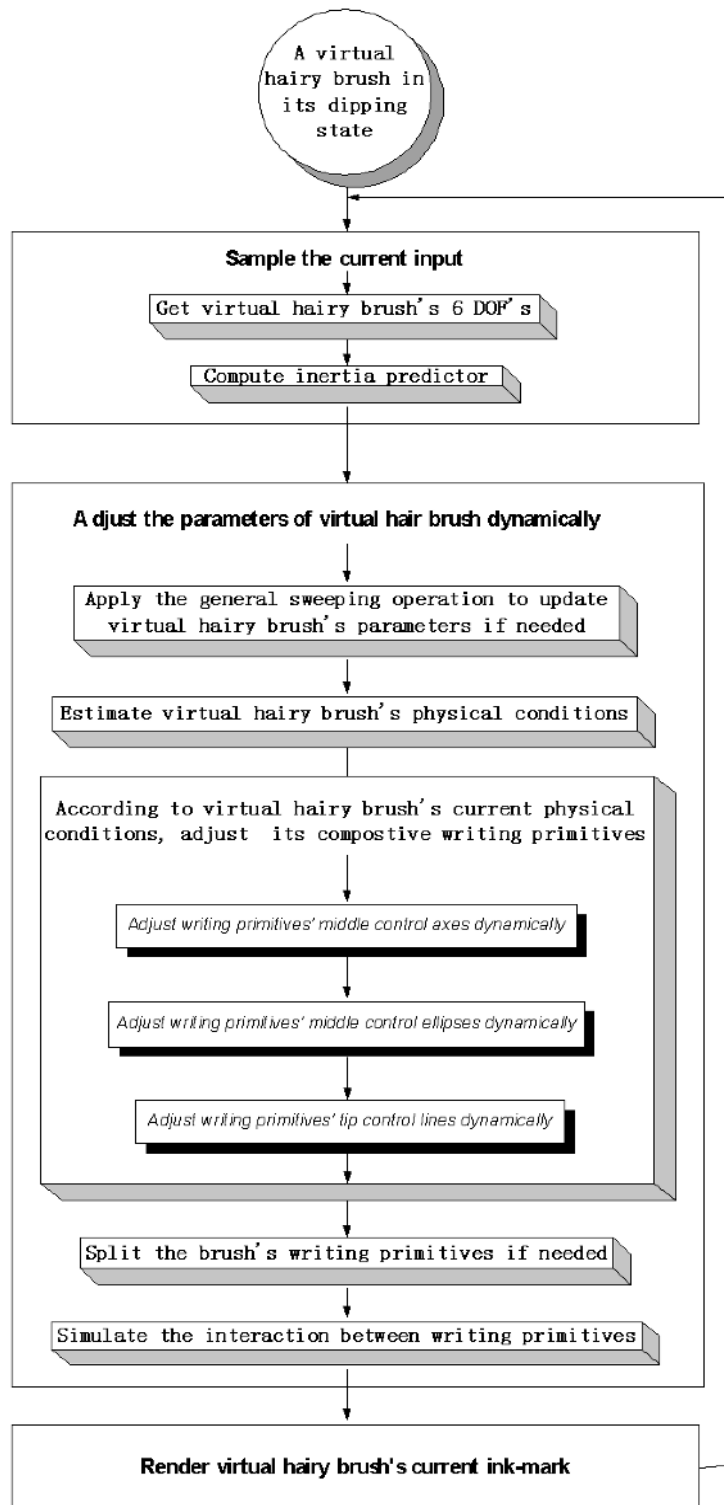 A virtual
hairy brush in
its dipping
state
Sample the current input
Get virtual hairy brush's 6 DOF's
Compute inertia predictor
Adjust the parameters of virtual hair brush dynamically
Apply the general sweeping operation to update
virtual hairy brush's parameters if needed
Estimate virtual hairy brush's physical conditions
According to virtual hairy brush's current physical
conditions, adjust its compostive writing primitives
Adjust writing primitives' middle control axes dynamically
Adjust writing primitives' middle control ellipses dynamically
Adjust writing primitives' tip control lines dynamically
Split the brush's writing primitives if needed
Simulate the interaction between writing primitives
Render virtual hairy brush's current ink-mark